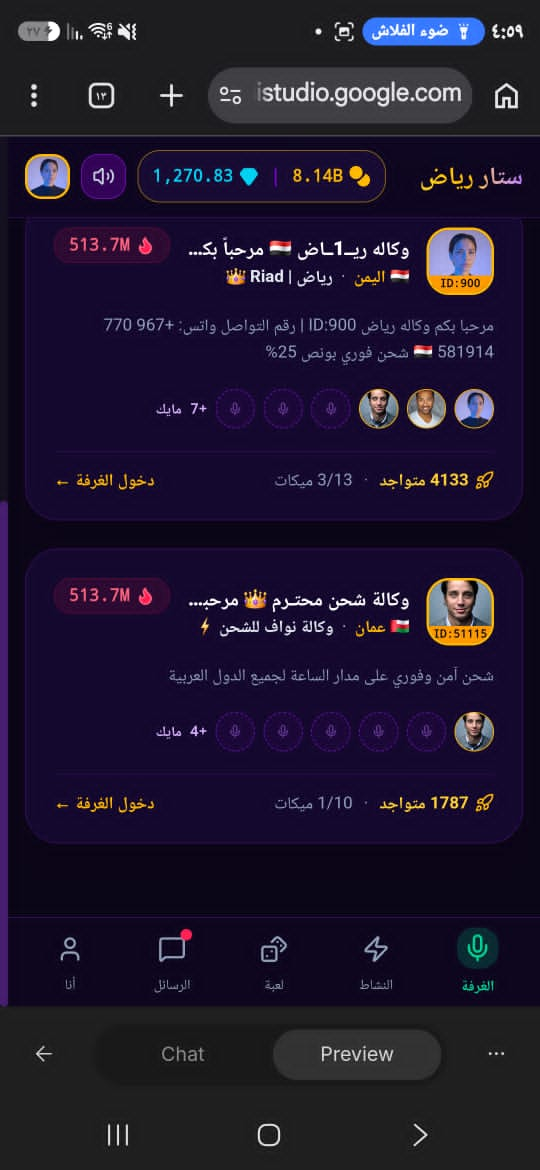 ٤:٥٩
ضوء الفلاش
٢٧
6
istudio.google.com
١٣
ستار رياض
8.14B | 1,270.83
وكاله ريــ1ــاض 🇾🇪 مرحباً بكـ...
513.7M
🇾🇪 اليمن · رياض | Riad 👑
ID:900
مرحبا بكم وكاله رياض ID:900 | رقم التواصل واتس: +967 770
581914 🇾🇪 شحن فوري بونص 25%
+7 مايك
4133 متواجد · 3/13 ميكات
دخول الغرفة ←
وكالة شحن محتـرم 👑 مرحبـ...
513.7M
🇴🇲 عمان · وكالة نواف للشحن ⚡
ID:51115
شحن آمن وفوري على مدار الساعة لجميع الدول العربية
+4 مايك
1787 متواجد · 1/10 ميكات
دخول الغرفة ←
الغرفة
النشاط
لعبة
الرسائل
أنا
Chat
Preview